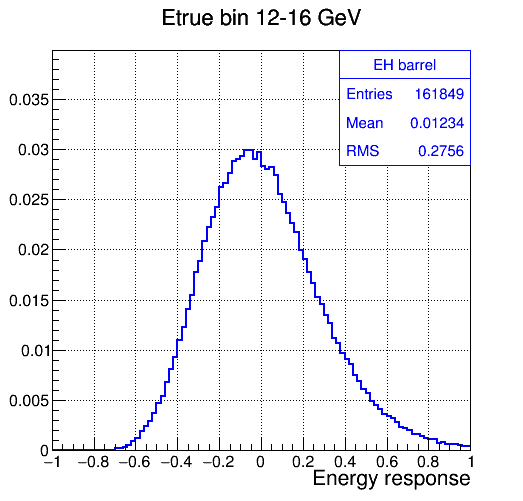 Etrue bin 12-16 GeV
EH barrel
Entries 161849
Mean 0.01234
RMS 0.2756
0.035
0.03
0.025
0.02
0.015
0.01
0.005
0
−1 −0.8 −0.6 −0.4 −0.2 0 0.2 0.4 0.6 0.8 1
Energy response